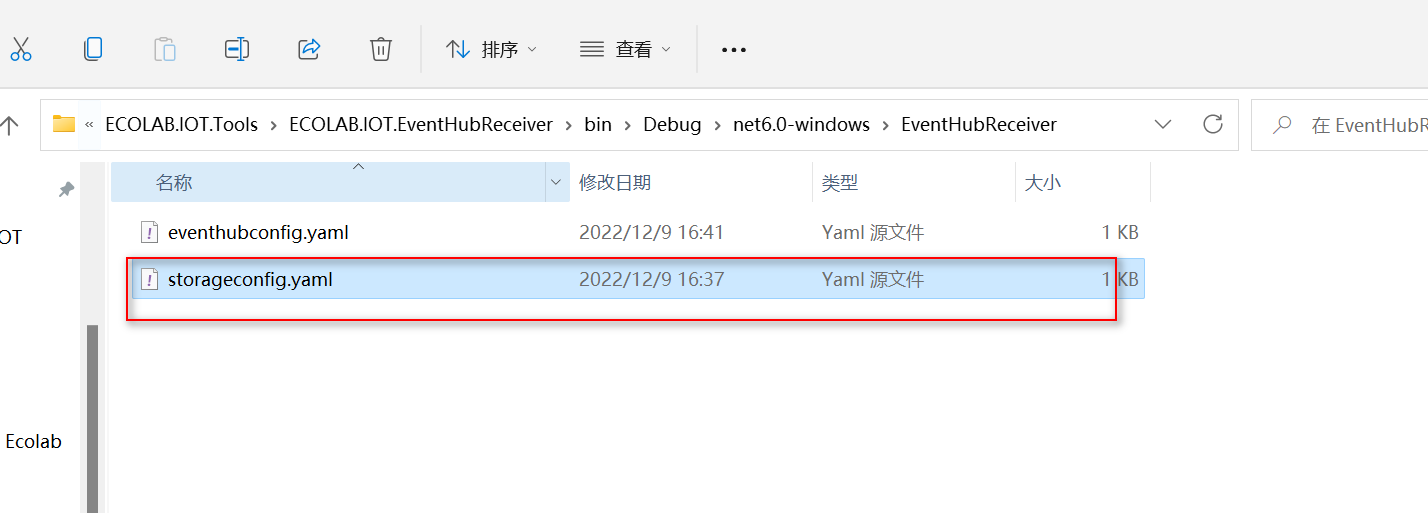 排序 查看
« ECOLAB.IOT.Tools › ECOLAB.IOT.EventHubReceiver › bin › Debug › net6.0-windows › EventHubReceiver 在 EventHubR
名称 修改日期 类型 大小
OT
eventhubconfig.yaml 2022/12/9 16:41 Yaml 源文件 1 KB
storageconfig.yaml 2022/12/9 16:37 Yaml 源文件 1 KB
Ecolab